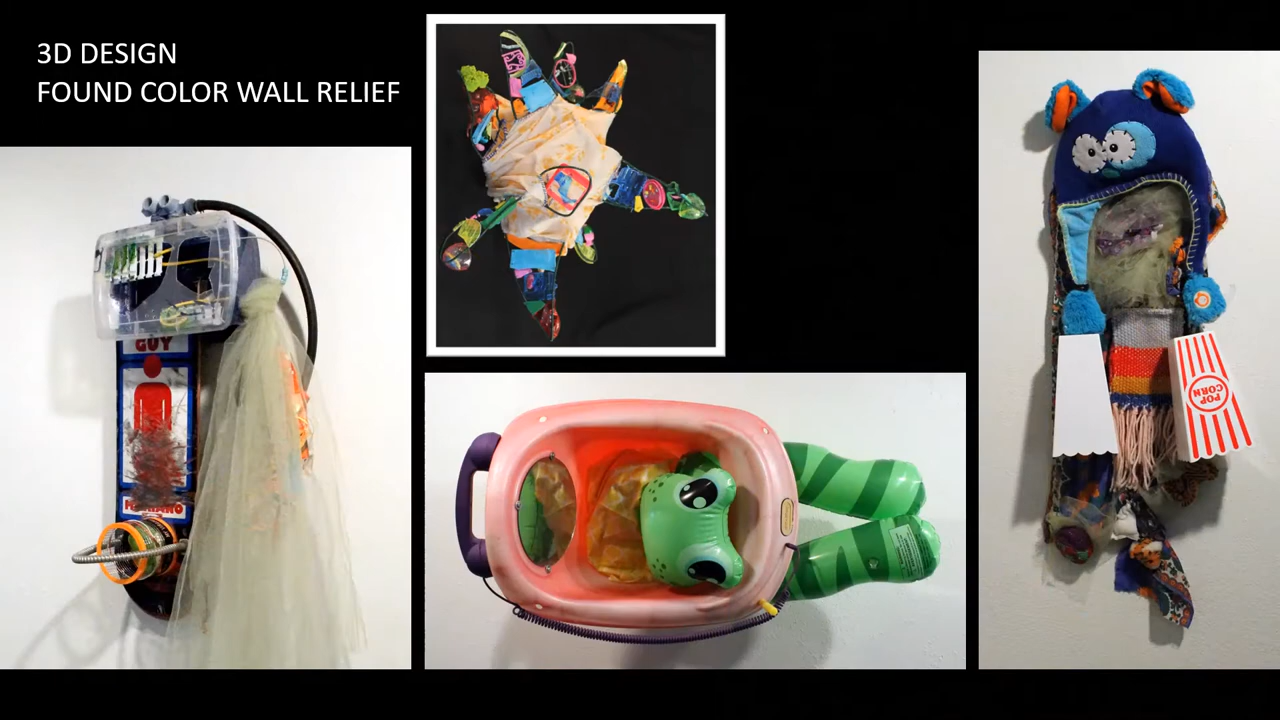 3D DESIGN
FOUND COLOR WALL RELIEF
GUY
POP
CORN